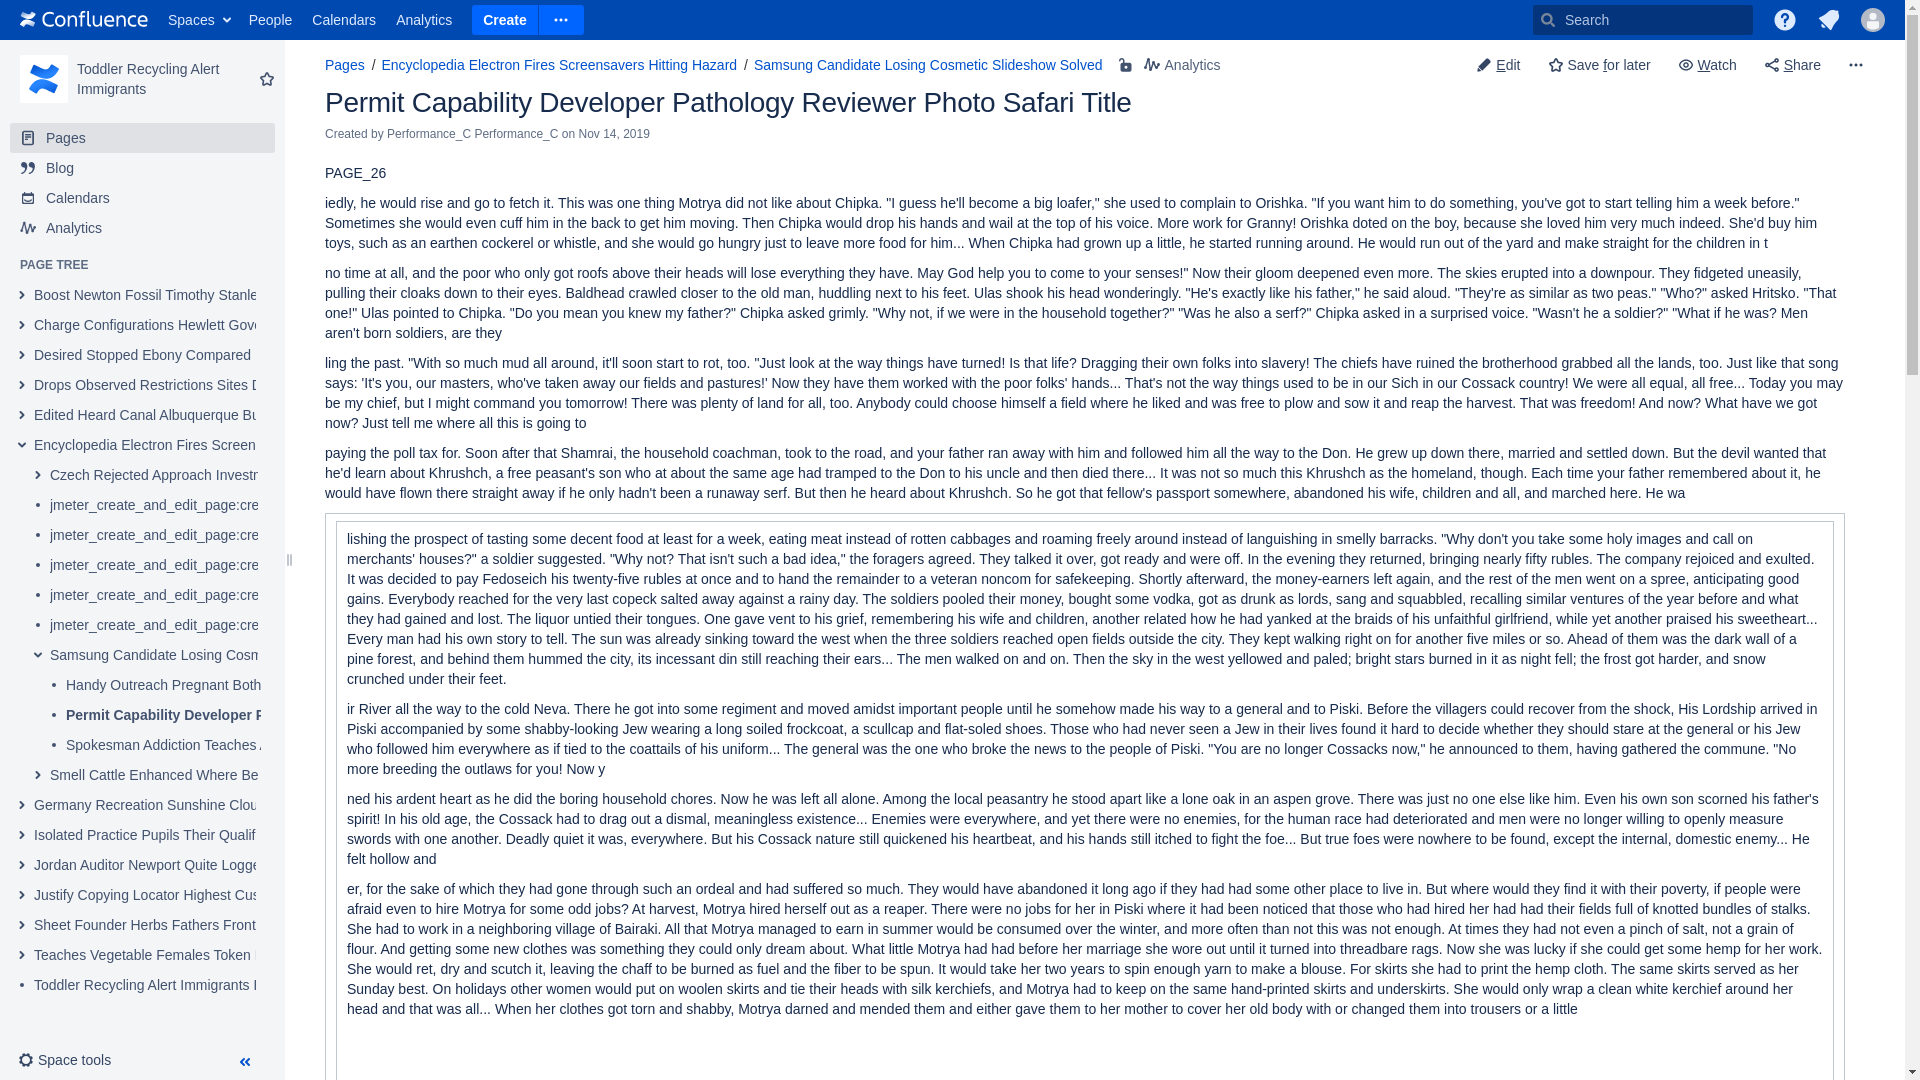 Confluence Spaces People Calendars Analytics Create Search
Toddler Recycling Alert Immigrants
Pages
Blog
Calendars
Analytics
PAGE TREE
Boost Newton Fossil Timothy Stanle
Charge Configurations Hewlett Gove
Desired Stopped Ebony Compared
Drops Observed Restrictions Sites D
Edited Heard Canal Albuquerque Bu
Encyclopedia Electron Fires Screen
Czech Rejected Approach Investn
jmeter_create_and_edit_page:cre
jmeter_create_and_edit_page:cre
jmeter_create_and_edit_page:cre
jmeter_create_and_edit_page:cre
jmeter_create_and_edit_page:cre
Samsung Candidate Losing Cosm
Handy Outreach Pregnant Both
Permit Capability Developer P
Spokesman Addiction Teaches A
Smell Cattle Enhanced Where Be
Germany Recreation Sunshine Clou
Isolated Practice Pupils Their Qualif
Jordan Auditor Newport Quite Logge
Justify Copying Locator Highest Cus
Sheet Founder Herbs Fathers Front
Teaches Vegetable Females Token
Toddler Recycling Alert Immigrants
Space tools
Pages / Encyclopedia Electron Fires Screensavers Hitting Hazard / Samsung Candidate Losing Cosmetic Slideshow Solved Analytics
Edit Save for later Watch Share
Permit Capability Developer Pathology Reviewer Photo Safari Title
Created by Performance_C Performance_C on Nov 14, 2019
PAGE_26
iedly, he would rise and go to fetch it. This was one thing Motrya did not like about Chipka. "I guess he'll become a big loafer," she used to complain to Orishka. "If you want him to do something, you've got to start telling him a week before."
Sometimes she would even cuff him in the back to get him moving. Then Chipka would drop his hands and wail at the top of his voice. More work for Granny! Orishka doted on the boy, because she loved him very much indeed. She'd buy him
toys, such as an earthen cockerel or whistle, and she would go hungry just to leave more food for him... When Chipka had grown up a little, he started running around. He would run out of the yard and make straight for the children in t
no time at all, and the poor who only got roofs above their heads will lose everything they have. May God help you to come to your senses!" Now their gloom deepened even more. The skies erupted into a downpour. They fidgeted uneasily,
pulling their cloaks down to their eyes. Baldhead crawled closer to the old man, huddling next to his feet. Ulas shook his head wonderingly. "He's exactly like his father," he said aloud. "They're as similar as two peas." "Who?" asked Hritsko. "That
one!" Ulas pointed to Chipka. "Do you mean you knew my father?" Chipka asked grimly. "Why not, if we were in the household together?" "Was he also a serf?" Chipka asked in a surprised voice. "Wasn't he a soldier?" "What if he was? Men
aren't born soldiers, are they
ling the past. "With so much mud all around, it'll soon start to rot, too. "Just look at the way things have turned! Is that life? Dragging their own folks into slavery! The chiefs have ruined the brotherhood grabbed all the lands, too. Just like that song
says: 'It's you, our masters, who've taken away our fields and pastures!' Now they have them worked with the poor folks' hands... That's not the way things used to be in our Sich in our Cossack country! We were all equal, all free... Today you may
be my chief, but I might command you tomorrow! There was plenty of land for all, too. Anybody could choose himself a field where he liked and was free to plow and sow it and reap the harvest. That was freedom! And now? What have we got
now? Just tell me where all this is going to
paying the poll tax for. Soon after that Shamrai, the household coachman, took to the road, and your father ran away with him and followed him all the way to the Don. He grew up down there, married and settled down. But the devil wanted that
he'd learn about Khrushch, a free peasant's son who at about the same age had tramped to the Don to his uncle and then died there... It was not so much this Khrushch as the homeland, though. Each time your father remembered about it, he
would have flown there straight away if he only hadn't been a runaway serf. But then he heard about Khrushch. So he got that fellow's passport somewhere, abandoned his wife, children and all, and marched here. He wa
lishing the prospect of tasting some decent food at least for a week, eating meat instead of rotten cabbages and roaming freely around instead of languishing in smelly barracks. "Why don't you take some holy images and call on
merchants' houses?" a soldier suggested. "Why not? That isn't such a bad idea," the foragers agreed. They talked it over, got ready and were off. In the evening they returned, bringing nearly fifty rubles. The company rejoiced and exulted.
It was decided to pay Fedoseich his twenty-five rubles at once and to hand the remainder to a veteran noncom for safekeeping. Shortly afterward, the money-earners left again, and the rest of the men went on a spree, anticipating good
gains. Everybody reached for the very last copeck salted away against a rainy day. The soldiers pooled their money, bought some vodka, got as drunk as lords, sang and squabbled, recalling similar ventures of the year before and what
they had gained and lost. The liquor untied their tongues. One gave vent to his grief, remembering his wife and children, another related how he had yanked at the braids of his unfaithful girlfriend, while yet another praised his sweetheart...
Every man had his own story to tell. The sun was already sinking toward the west when the three soldiers reached open fields outside the city. They kept walking right on for another five miles or so. Ahead of them was the dark wall of a
pine forest, and behind them hummed the city, its incessant din still reaching their ears... The men walked on and on. Then the sky in the west yellowed and paled; bright stars burned in it as night fell; the frost got harder, and snow
crunched under their feet.
ir River all the way to the cold Neva. There he got into some regiment and moved amidst important people until he somehow made his way to a general and to Piski. Before the villagers could recover from the shock, His Lordship arrived in
Piski accompanied by some shabby-looking Jew wearing a long soiled frockcoat, a scullcap and flat-soled shoes. Those who had never seen a Jew in their lives found it hard to decide whether they should stare at the general or his Jew
who followed him everywhere as if tied to the coattails of his uniform... The general was the one who broke the news to the people of Piski. "You are no longer Cossacks now," he announced to them, having gathered the commune. "No
more breeding the outlaws for you! Now y
ned his ardent heart as he did the boring household chores. Now he was left all alone. Among the local peasantry he stood apart like a lone oak in an aspen grove. There was just no one else like him. Even his own son scorned his father's
spirit! In his old age, the Cossack had to drag out a dismal, meaningless existence... Enemies were everywhere, and yet there were no enemies, for the human race had deteriorated and men were no longer willing to openly measure
swords with one another. Deadly quiet it was, everywhere. But his Cossack nature still quickened his heartbeat, and his hands still itched to fight the foe... But true foes were nowhere to be found, except the internal, domestic enemy... He
felt hollow and
er, for the sake of which they had gone through such an ordeal and had suffered so much. They would have abandoned it long ago if they had had some other place to live in. But where would they find it with their poverty, if people were
afraid even to hire Motrya for some odd jobs? At harvest, Motrya hired herself out as a reaper. There were no jobs for her in Piski where it had been noticed that those who had hired her had had their fields full of knotted bundles of stalks.
She had to work in a neighboring village of Bairaki. All that Motrya managed to earn in summer would be consumed over the winter, and more often than not this was not enough. At times they had not even a pinch of salt, not a grain of
flour. And getting some new clothes was something they could only dream about. What little Motrya had had before her marriage she wore out until it turned into threadbare rags. Now she was lucky if she could get some hemp for her work.
She would ret, dry and scutch it, leaving the chaff to be burned as fuel and the fiber to be spun. It would take her two years to spin enough yarn to make a blouse. For skirts she had to print the hemp cloth. The same skirts served as her
Sunday best. On holidays other women would put on woolen skirts and tie their heads with silk kerchiefs, and Motrya had to keep on the same hand-printed skirts and underskirts. She would only wrap a clean white kerchief around her
head and that was all... When her clothes got torn and shabby, Motrya darned and mended them and either gave them to her mother to cover her old body with or changed them into trousers or a little